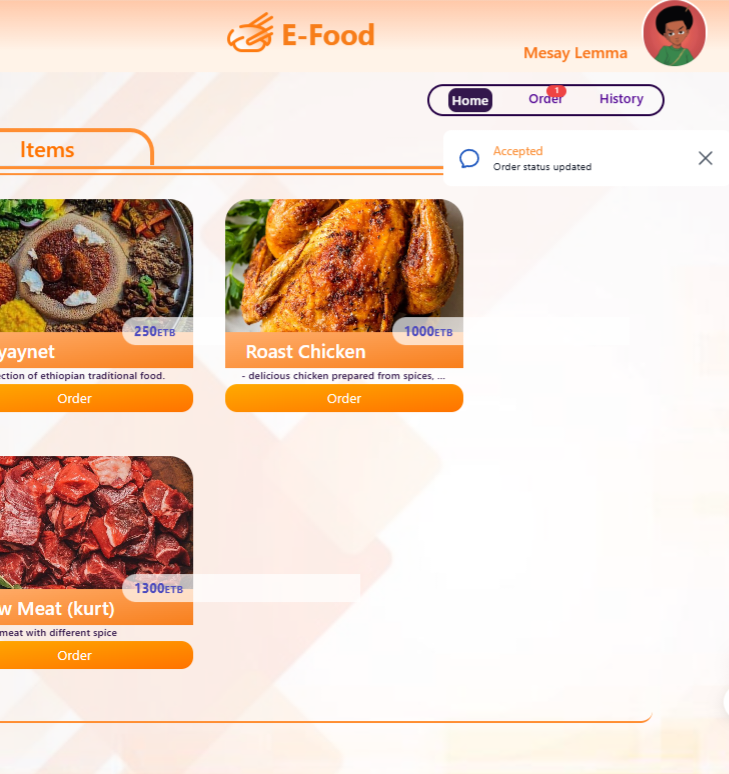 E-Food
Mesay Lemma
Home
Order
1
History
Items
Accepted
Order status updated
250ETB
1000ETB
yaynet
Roast Chicken
ction of ethiopian traditional food.
- delicious chicken prepared from spices, ...
Order
Order
1300ETB
w Meat (kurt)
meat with different spice
Order